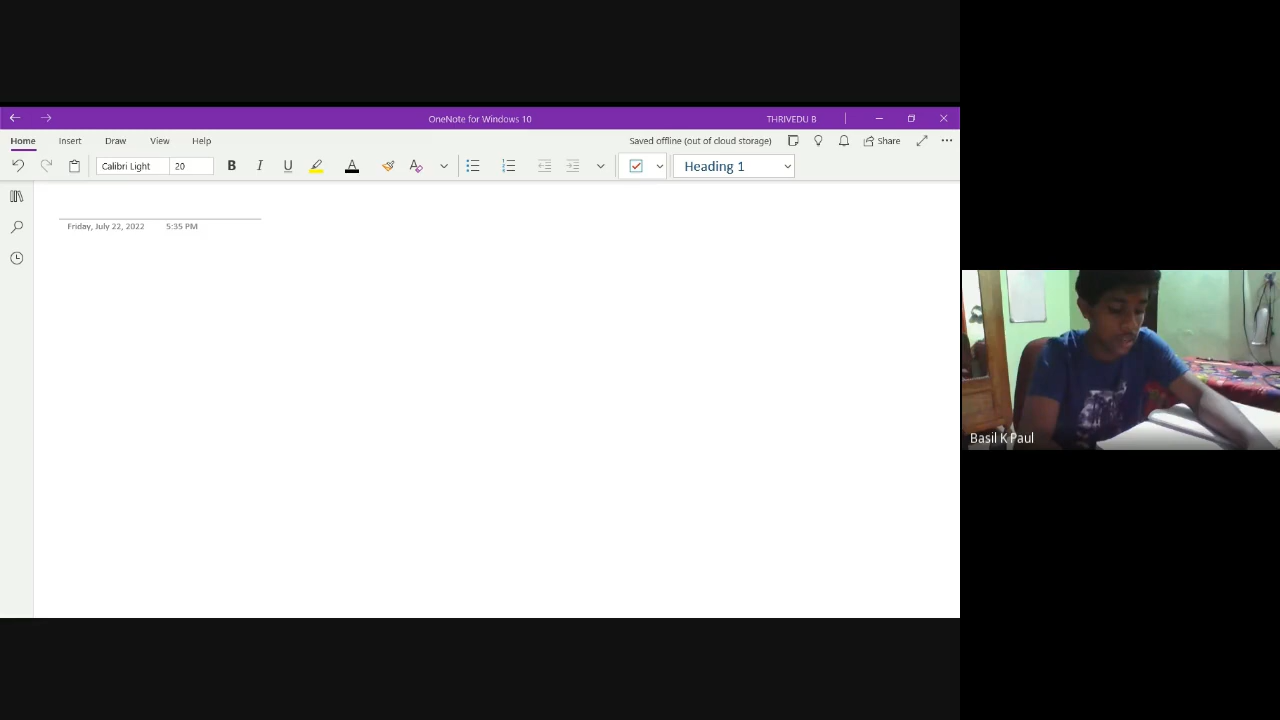 OneNote for Windows 10
THRIVEDU B
Home Insert Draw View Help
Saved offline (out of cloud storage)
Share
Calibri Light 20 B I U A A Heading 1
Friday, July 22, 2022 5:35 PM
Basil K Paul